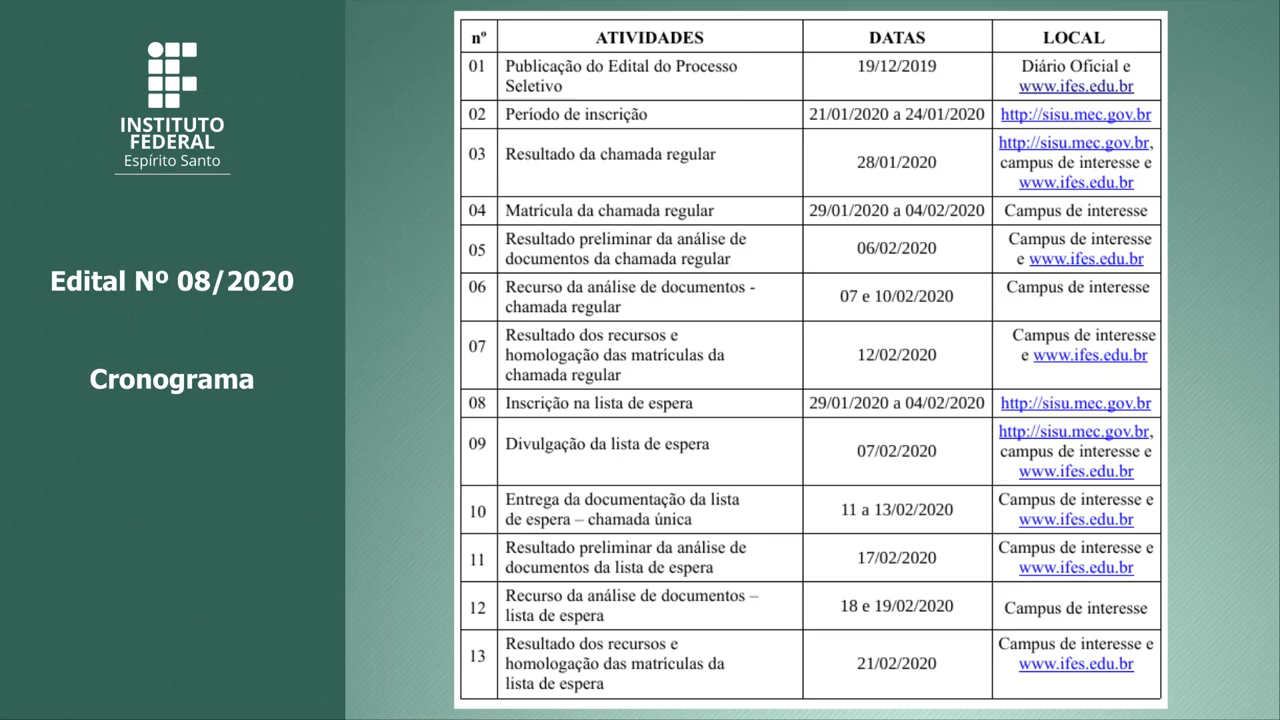 INSTITUTO
FEDERAL
Espírito Santo
Edital Nº 08/2020
Cronograma
nº ATIVIDADES DATAS LOCAL
01 Publicação do Edital do Processo
Seletivo 19/12/2019 Diário Oficial e
www.ifes.edu.br
02 Período de inscrição 21/01/2020 a 24/01/2020 http://sisu.mec.gov.br
03 Resultado da chamada regular 28/01/2020 http://sisu.mec.gov.br,
campus de interesse e
www.ifes.edu.br
04 Matrícula da chamada regular 29/01/2020 a 04/02/2020 Campus de interesse
05 Resultado preliminar da análise de
documentos da chamada regular 06/02/2020 Campus de interesse
e www.ifes.edu.br
06 Recurso da análise de documentos -
chamada regular 07 e 10/02/2020 Campus de interesse
07 Resultado dos recursos e
homologação das matrículas da
chamada regular 12/02/2020 Campus de interesse
e www.ifes.edu.br
08 Inscrição na lista de espera 29/01/2020 a 04/02/2020 http://sisu.mec.gov.br
09 Divulgação da lista de espera 07/02/2020 http://sisu.mec.gov.br,
campus de interesse e
www.ifes.edu.br
10 Entrega da documentação da lista
de espera – chamada única 11 a 13/02/2020 Campus de interesse e
www.ifes.edu.br
11 Resultado preliminar da análise de
documentos da lista de espera 17/02/2020 Campus de interesse e
www.ifes.edu.br
12 Recurso da análise de documentos –
lista de espera 18 e 19/02/2020 Campus de interesse
13 Resultado dos recursos e
homologação das matrículas da
lista de espera 21/02/2020 Campus de interesse e
www.ifes.edu.br